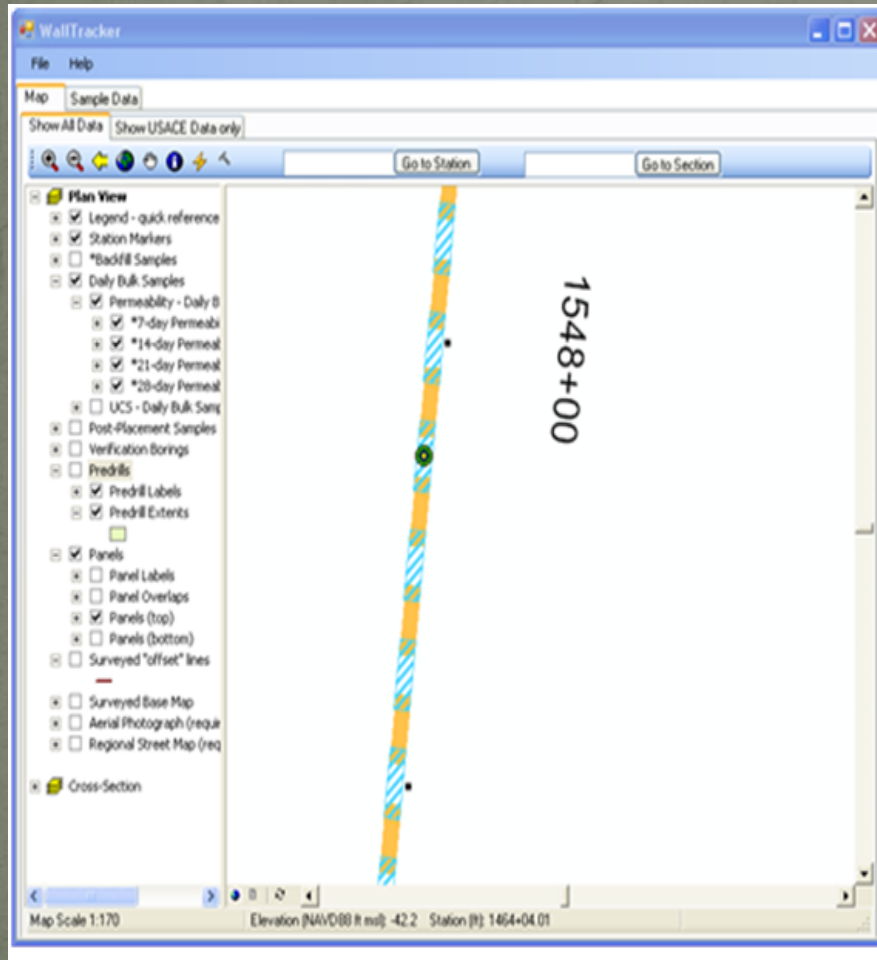 WallTracker
File Help
Map Sample Data
Show All Data Show USACE Data only
Go to Station Go to Section
Plan View
Legend - quick reference
Station Markers
*Backfill Samples
Daily Bulk Samples
Permeability - Daily B
*7-day Permeabi
*14-day Permeal
*21-day Permeal
*28-day Permeal
UCS - Daily Bulk Samp
Post-Placement Samples
Verification Borings
Predrills
Predrill Labels
Predrill Extents
Panels
Panel Labels
Panel Overlaps
Panels (top)
Panels (bottom)
Surveyed "offset" lines
Surveyed Base Map
Aerial Photograph (requir
Regional Street Map (req
Cross-Section
1548+00
Map Scale 1:170 Elevation (NAVD88 ft msl): -42.2 Station (ft): 1464+04.01